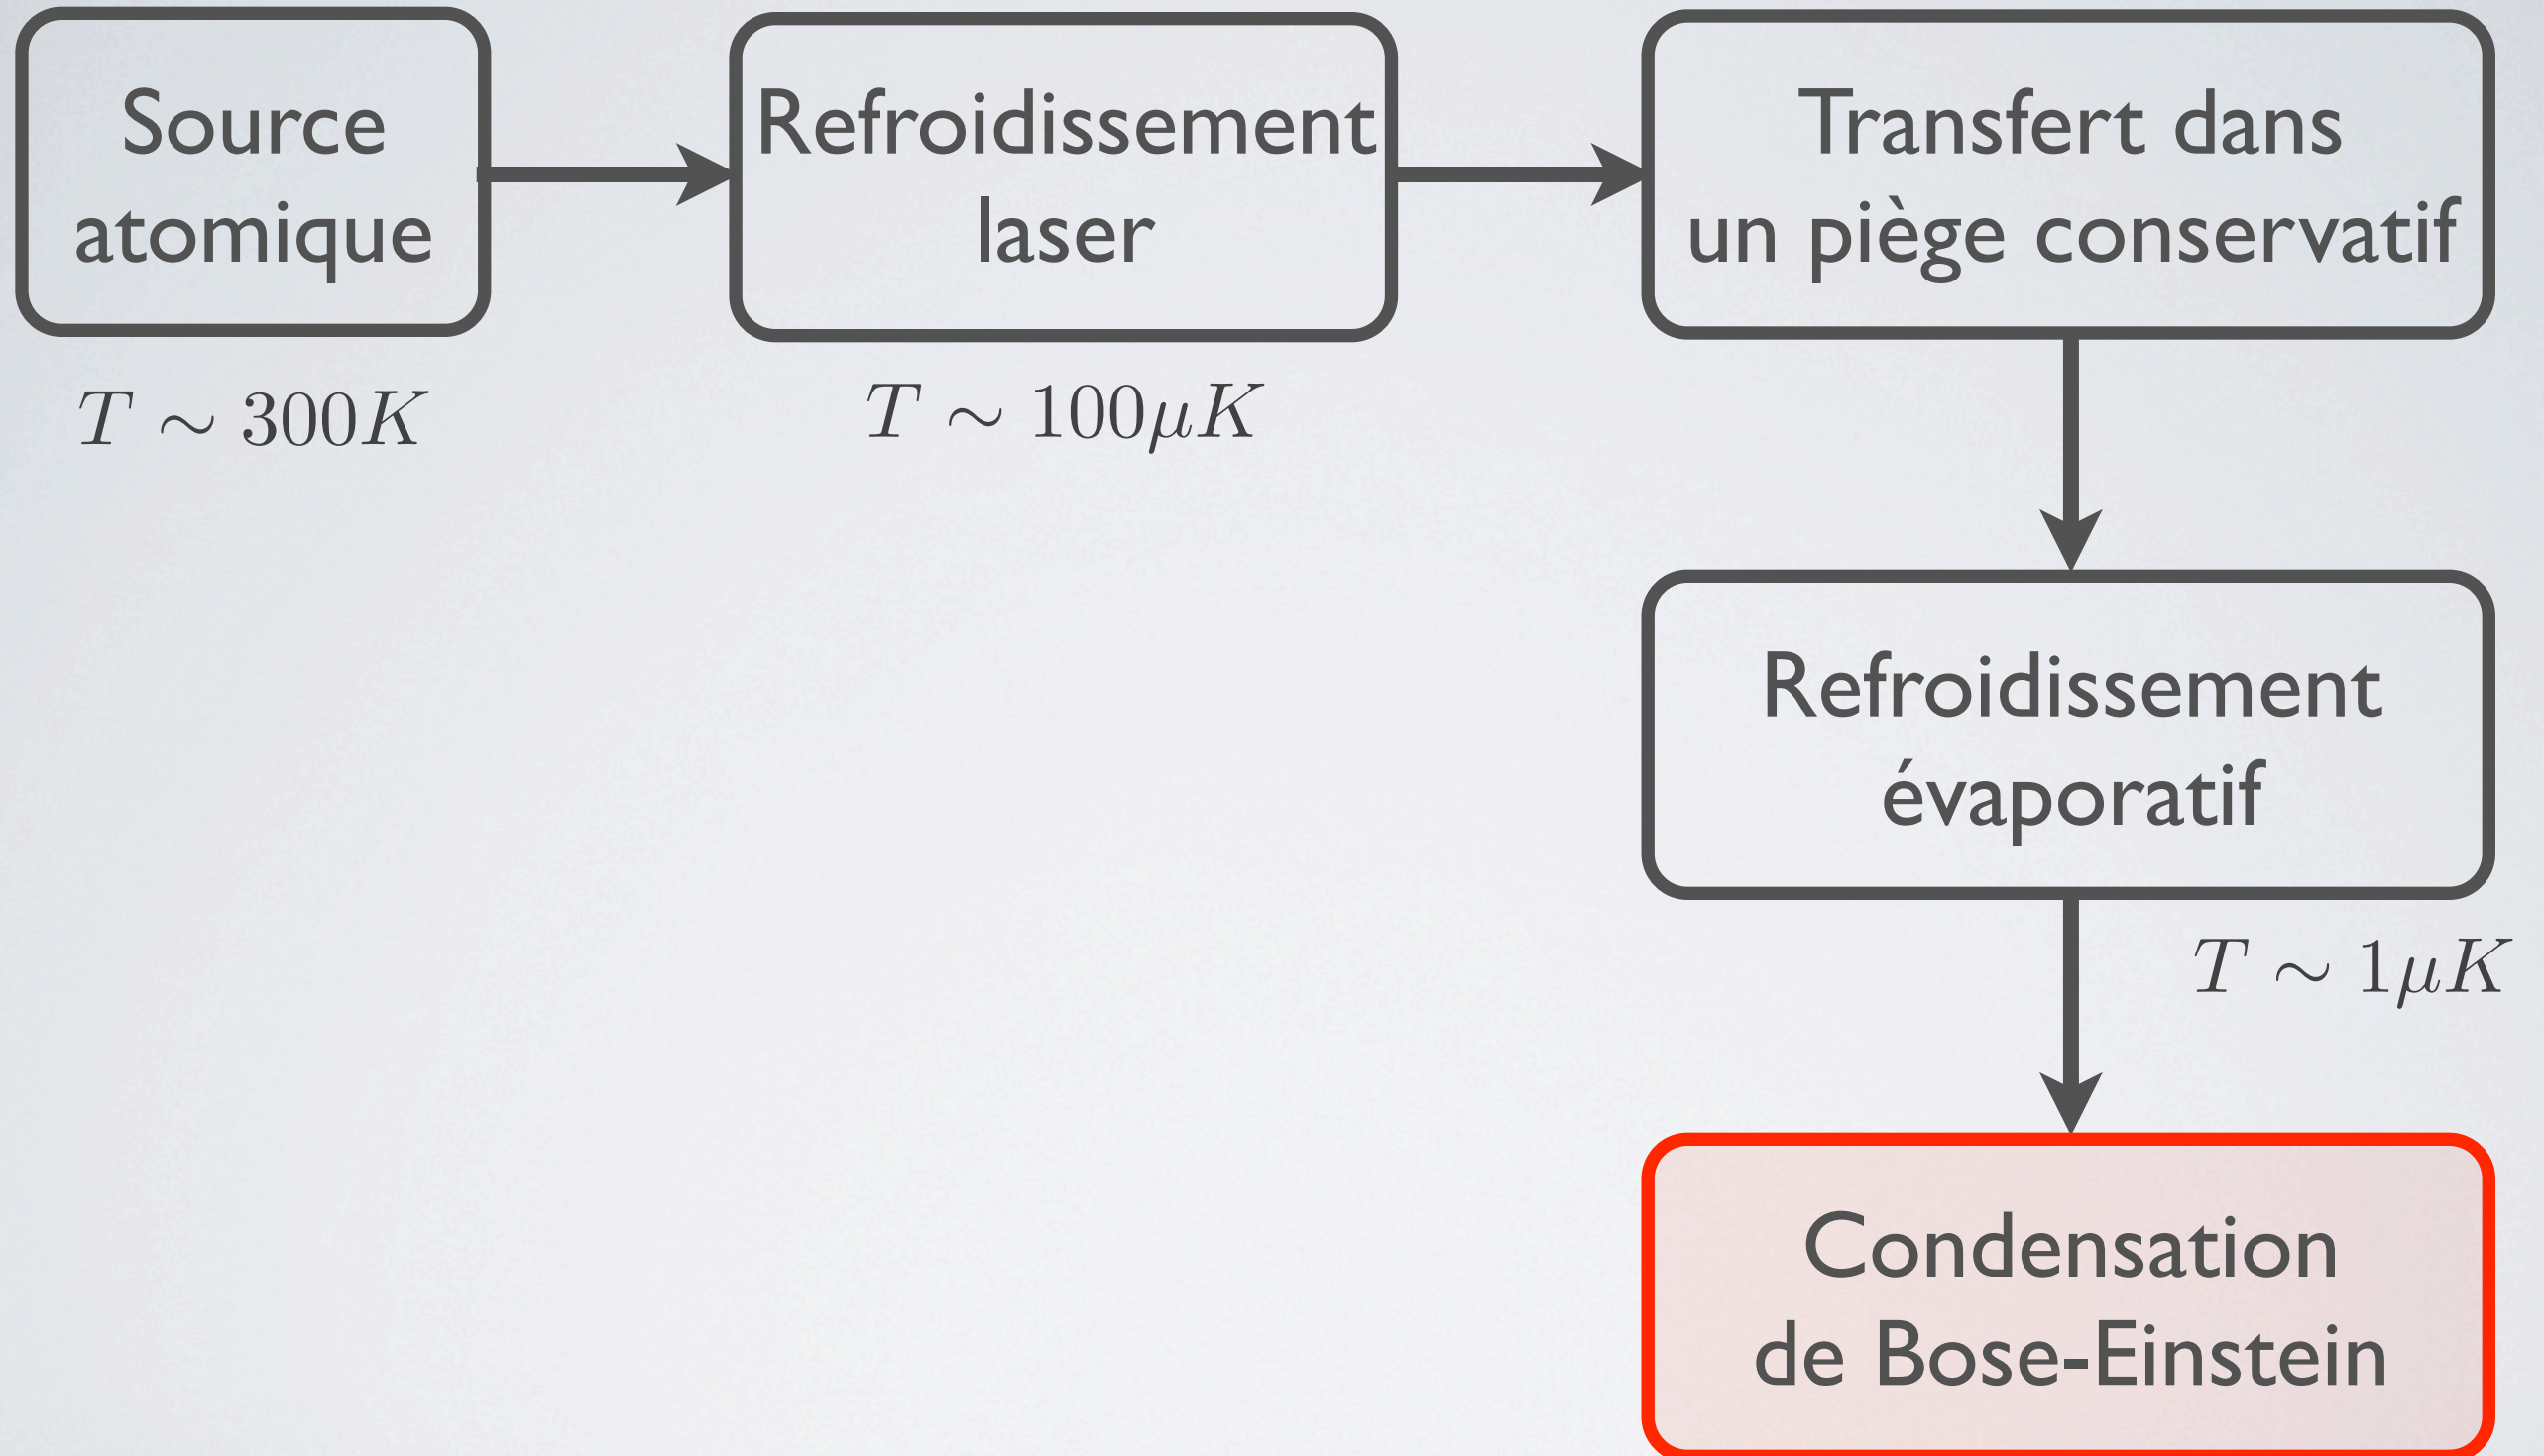 Source
atomique
Refroidissement
laser
Transfert dans
un piège conservatif
T ∼ 300K
T ∼ 100μK
Refroidissement
évaporatif
T ∼ 1μK
Condensation
de Bose-Einstein